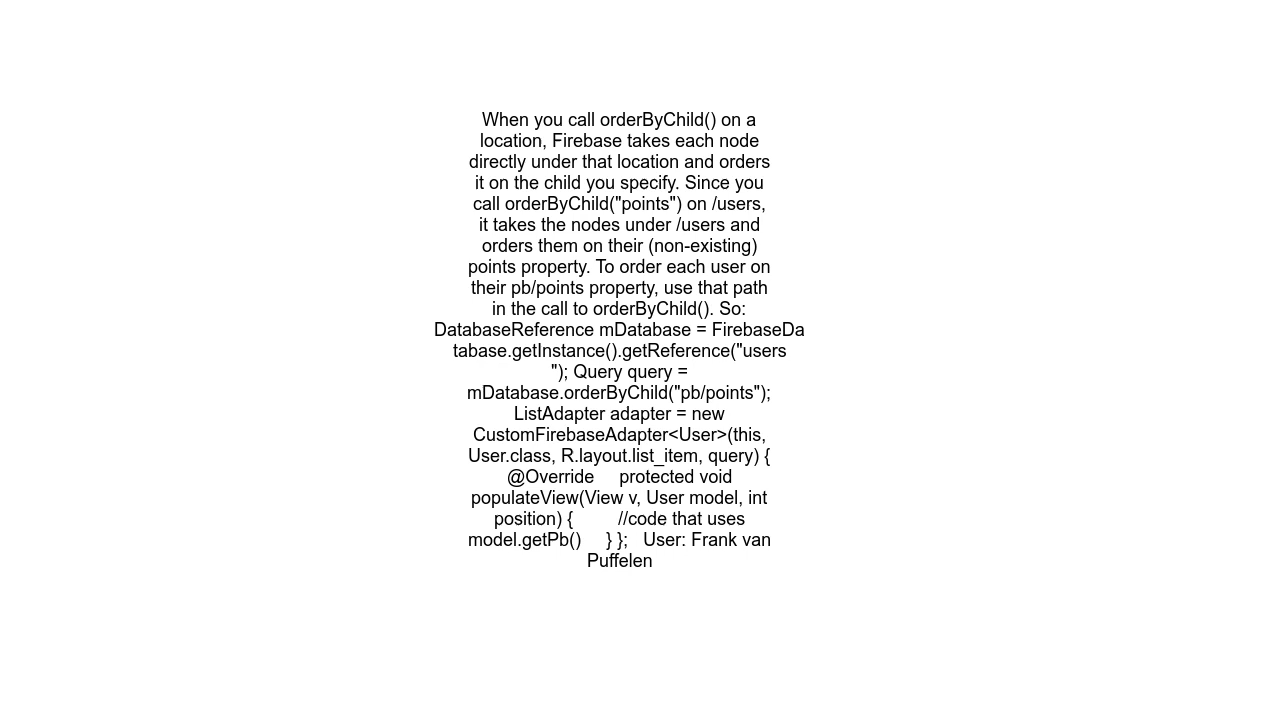 When you call orderByChild() on a
location, Firebase takes each node
directly under that location and orders
it on the child you specify. Since you
call orderByChild("points") on /users,
it takes the nodes under /users and
orders them on their (non-existing)
points property. To order each user on
their pb/points property, use that path
in the call to orderByChild(). So:
DatabaseReference mDatabase = FirebaseDa
tabase.getInstance().getReference("users
"); Query query =
mDatabase.orderByChild("pb/points");
ListAdapter adapter = new
CustomFirebaseAdapter<User>(this,
User.class, R.layout.list_item, query) {
@Override     protected void
populateView(View v, User model, int
position) {         //code that uses
model.getPb()     } };   User: Frank van
Puffelen